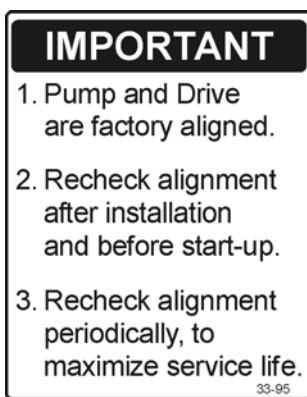 IMPORTANT
1. Pump and Drive
are factory aligned.
2. Recheck alignment
after installation
and before start-up.
3. Recheck alignment
periodically, to
maximize service life.
33-95